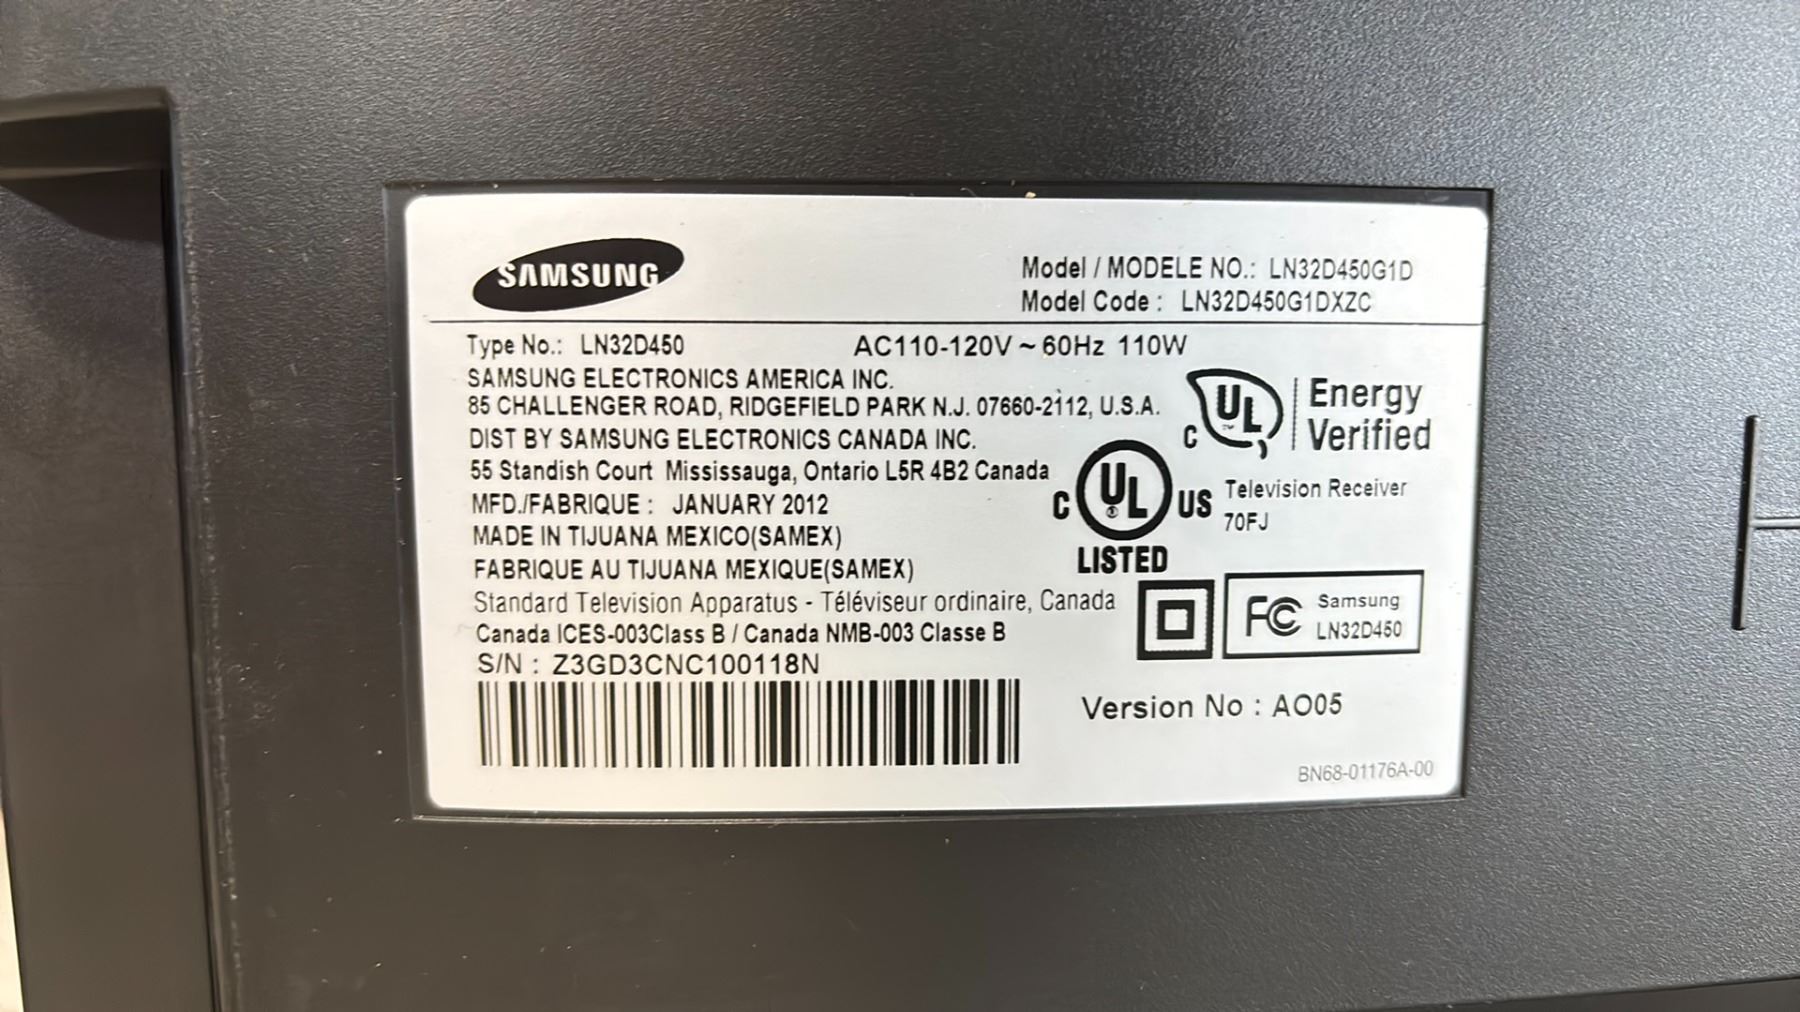 SAMSUNG
Model / MODELE NO.: LN32D450G1D
Model Code : LN32D450G1DXZC
Type No.: LN32D450 AC110-120V ~ 60Hz 110W
SAMSUNG ELECTRONICS AMERICA INC.
85 CHALLENGER ROAD, RIDGEFIELD PARK N.J. 07660-2112, U.S.A.
DIST BY SAMSUNG ELECTRONICS CANADA INC.
55 Standish Court Mississauga, Ontario L5R 4B2 Canada
MFD./FABRIQUE : JANUARY 2012
MADE IN TIJUANA MEXICO(SAMEX)
FABRIQUE AU TIJUANA MEXIQUE(SAMEX)
Standard Television Apparatus - Téléviseur ordinaire, Canada
Canada ICES-003Class B / Canada NMB-003 Classe B
S/N : Z3GD3CNC100118N
C UL ™ Energy
Verified
C UL ® US
LISTED
Television Receiver
70FJ
FC Samsung
LN32D450
Version No : AO05
BN68-01176A-00